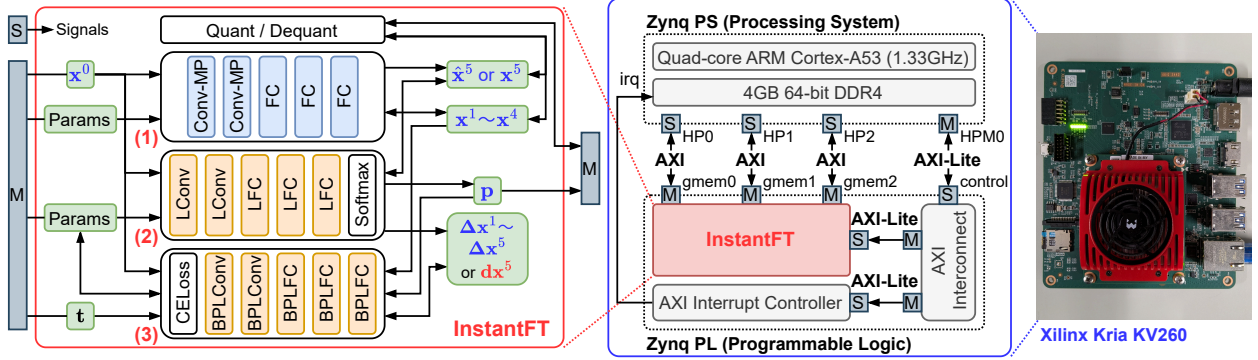 S
Signals
M
x⁰
Params
(1)
Params
(2)
t
(3)
Quant / Dequant
Conv-MP
Conv-MP
FC
FC
FC
LConv
LConv
LFC
LFC
LFC
Softmax
CELoss
BPLConv
BPLConv
BPLFC
BPLFC
BPLFC
x̂⁵ or x⁵
x¹~x⁴
p
Δx¹~
Δx⁵
or dx⁵
M
InstantFT
Zynq PS (Processing System)
Quad-core ARM Cortex-A53 (1.33GHz)
4GB 64-bit DDR4
irq
S HP0
S HP1
S HP2
M HPM0
AXI
AXI
AXI
AXI-Lite
gmem0
gmem1
gmem2
control
M
M
M
S
InstantFT
AXI-Lite
S
M
AXI Interconnect
AXI-Lite
AXI Interrupt Controller
S
M
Zynq PL (Programmable Logic)
Xilinx Kria KV260